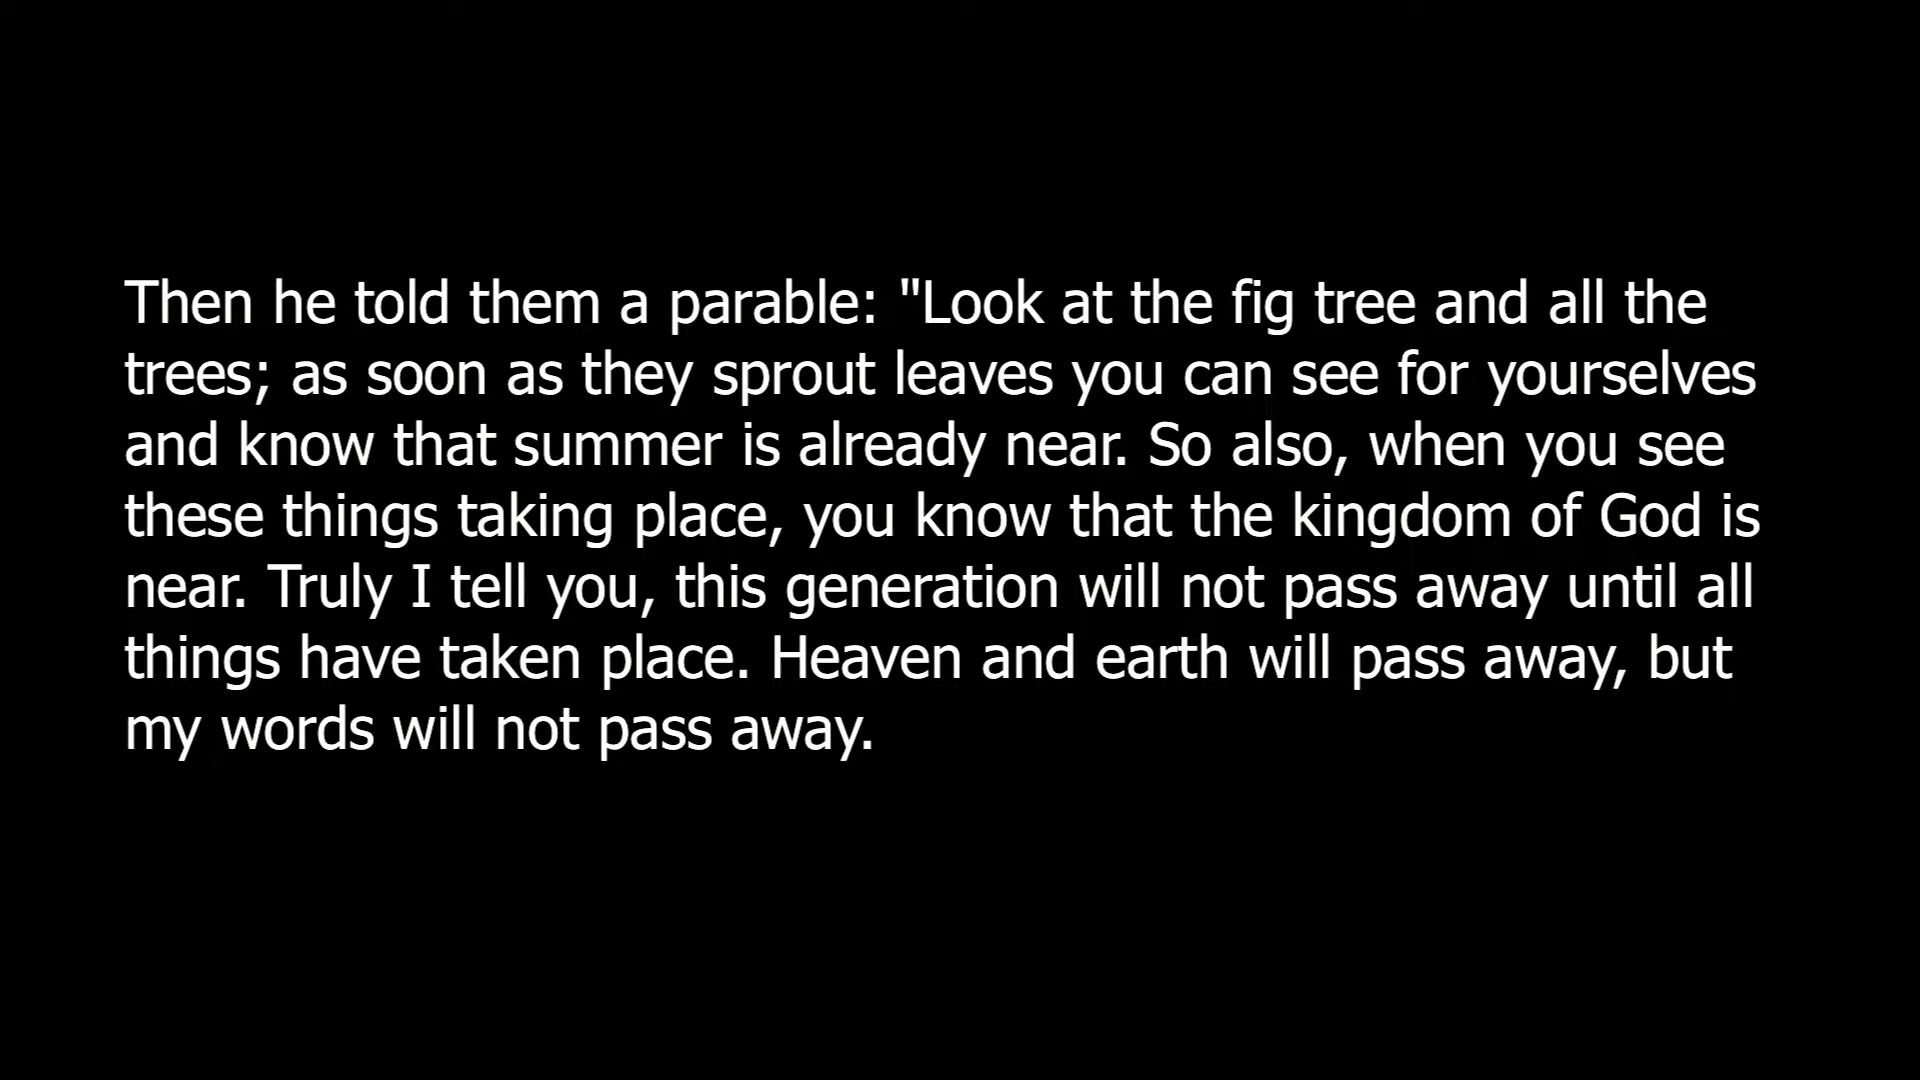 Then he told them a parable: "Look at the fig tree and all the
trees; as soon as they sprout leaves you can see for yourselves
and know that summer is already near. So also, when you see
these things taking place, you know that the kingdom of God is
near. Truly I tell you, this generation will not pass away until all
things have taken place. Heaven and earth will pass away, but
my words will not pass away.